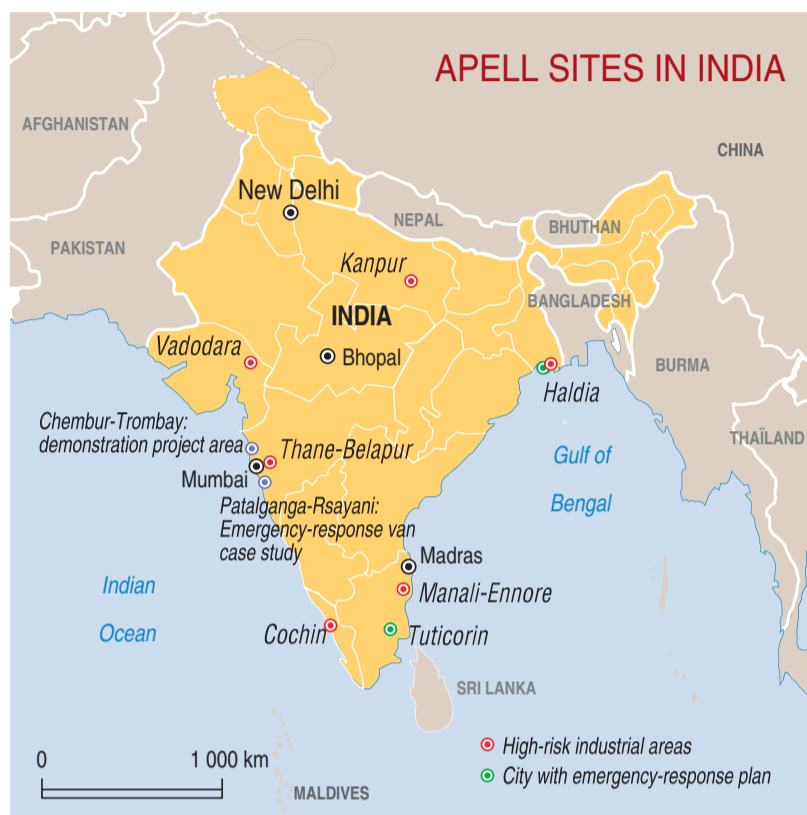 APELL SITES IN INDIA
AFGHANISTAN
CHINA
New Delhi
NEPAL
BHUTHAN
PAKISTAN
Kanpur
BANGLADESH
INDIA
Vadodara
Bhopal
BURMA
Haldia
Chembur-Trombay:
demonstration project area
Thane-Belapur
THAÏLAND
Gulf of
Bengal
Mumbai
Patalganga-Rsayani:
Emergency-response van
case study
Madras
Indian
Ocean
Manali-Ennore
Cochin
Tuticorin
SRI LANKA
0 1 000 km
High-risk industrial areas
City with emergency-response plan
MALDIVES